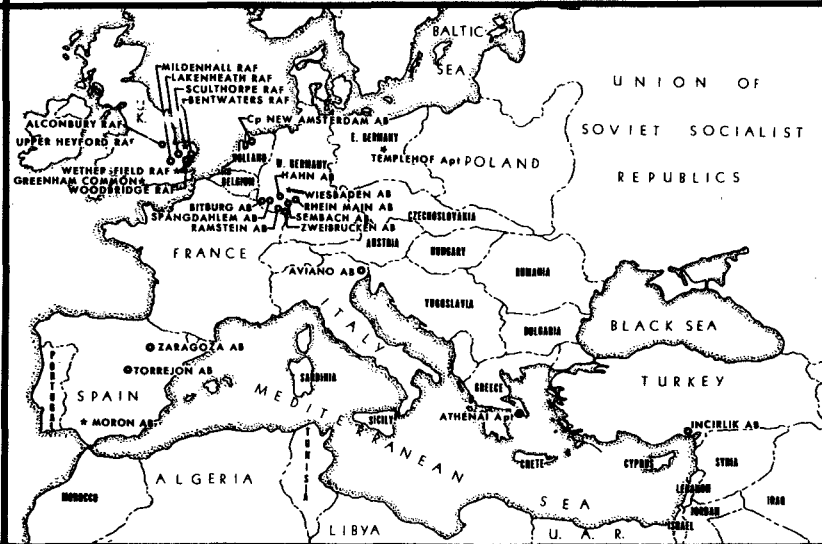 BALTIC
SEA
UNION OF
SOVIET SOCIALIST
REPUBLICS
MILDENHALL RAF
LAKENHEATH RAF
SCULTHORPE RAF
BENTWATERS RAF
U.K.
ALCONBURY RAF
UPPER HEYFORD RAF
WETHERSFIELD RAF
GREENHAM COMMON
WOODBRIDGE RAF
Cp NEW AMSTERDAM AB
HOLLAND
BELGIUM
W. GERMANY
E. GERMANY
TEMPLEHOF Apt
POLAND
HAHN AB
WIESBADEN AB
BITBURG AB
RHEIN MAIN AB
SPANGDAHLEM AB
SEMBACH AB
RAMSTEIN AB
ZWEIBRUCKEN AB
CZECHOSLOVAKIA
AUSTRIA
HUNGARY
RUMANIA
FRANCE
AVIANO AB
ITALY
YUGOSLAVIA
BULGARIA
BLACK SEA
ZARAGOZA AB
TORREJON AB
PORTUGAL
SPAIN
MORON AB
SARDINIA
MEDITERRANEAN
SEA
SICILY
GREECE
ATHENAI Apt
TURKEY
INCIRLIK AB
CRETE
CYPRUS
SYRIA
LEBANON
IRAQ
JORDAN
ISRAEL
MOROCCO
ALGERIA
TUNISIA
LIBYA
U. A. R.